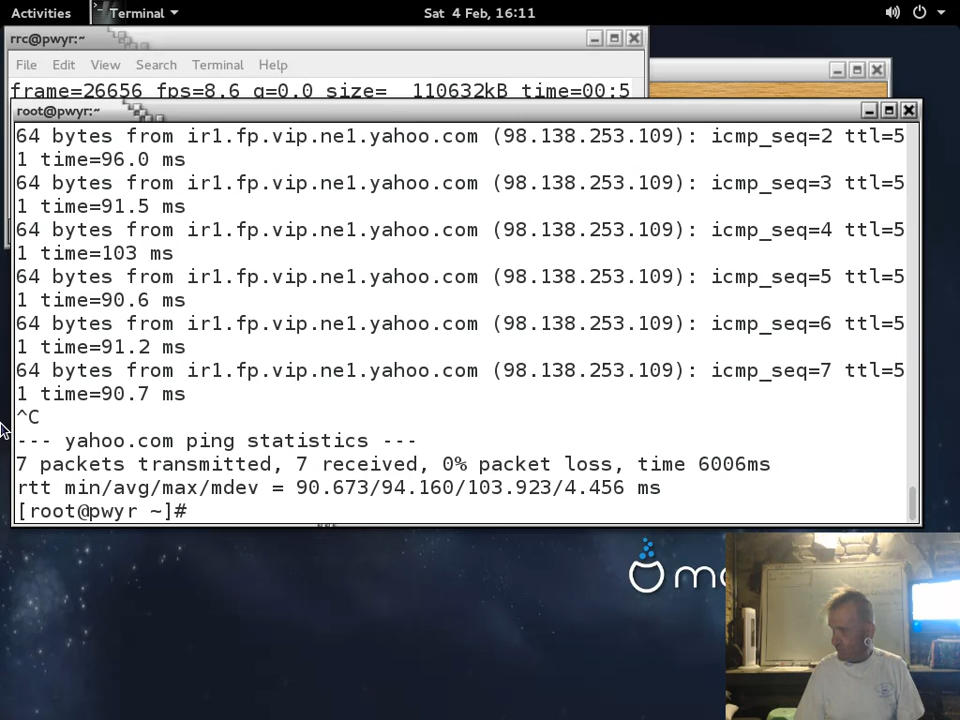 Activities Terminal Sat 4 Feb, 16:11
rrc@pwyr:~
File Edit View Search Terminal Help
frame=26656 fps=8.6 q=0.0 size= 110632kB time=00:5
root@pwyr:~
64 bytes from ir1.fp.vip.ne1.yahoo.com (98.138.253.109): icmp_seq=2 ttl=5
1 time=96.0 ms
64 bytes from ir1.fp.vip.ne1.yahoo.com (98.138.253.109): icmp_seq=3 ttl=5
1 time=91.5 ms
64 bytes from ir1.fp.vip.ne1.yahoo.com (98.138.253.109): icmp_seq=4 ttl=5
1 time=103 ms
64 bytes from ir1.fp.vip.ne1.yahoo.com (98.138.253.109): icmp_seq=5 ttl=5
1 time=90.6 ms
64 bytes from ir1.fp.vip.ne1.yahoo.com (98.138.253.109): icmp_seq=6 ttl=5
1 time=91.2 ms
64 bytes from ir1.fp.vip.ne1.yahoo.com (98.138.253.109): icmp_seq=7 ttl=5
1 time=90.7 ms
^C
--- yahoo.com ping statistics ---
7 packets transmitted, 7 received, 0% packet loss, time 6006ms
rtt min/avg/max/mdev = 90.673/94.160/103.923/4.456 ms
[root@pwyr ~]#